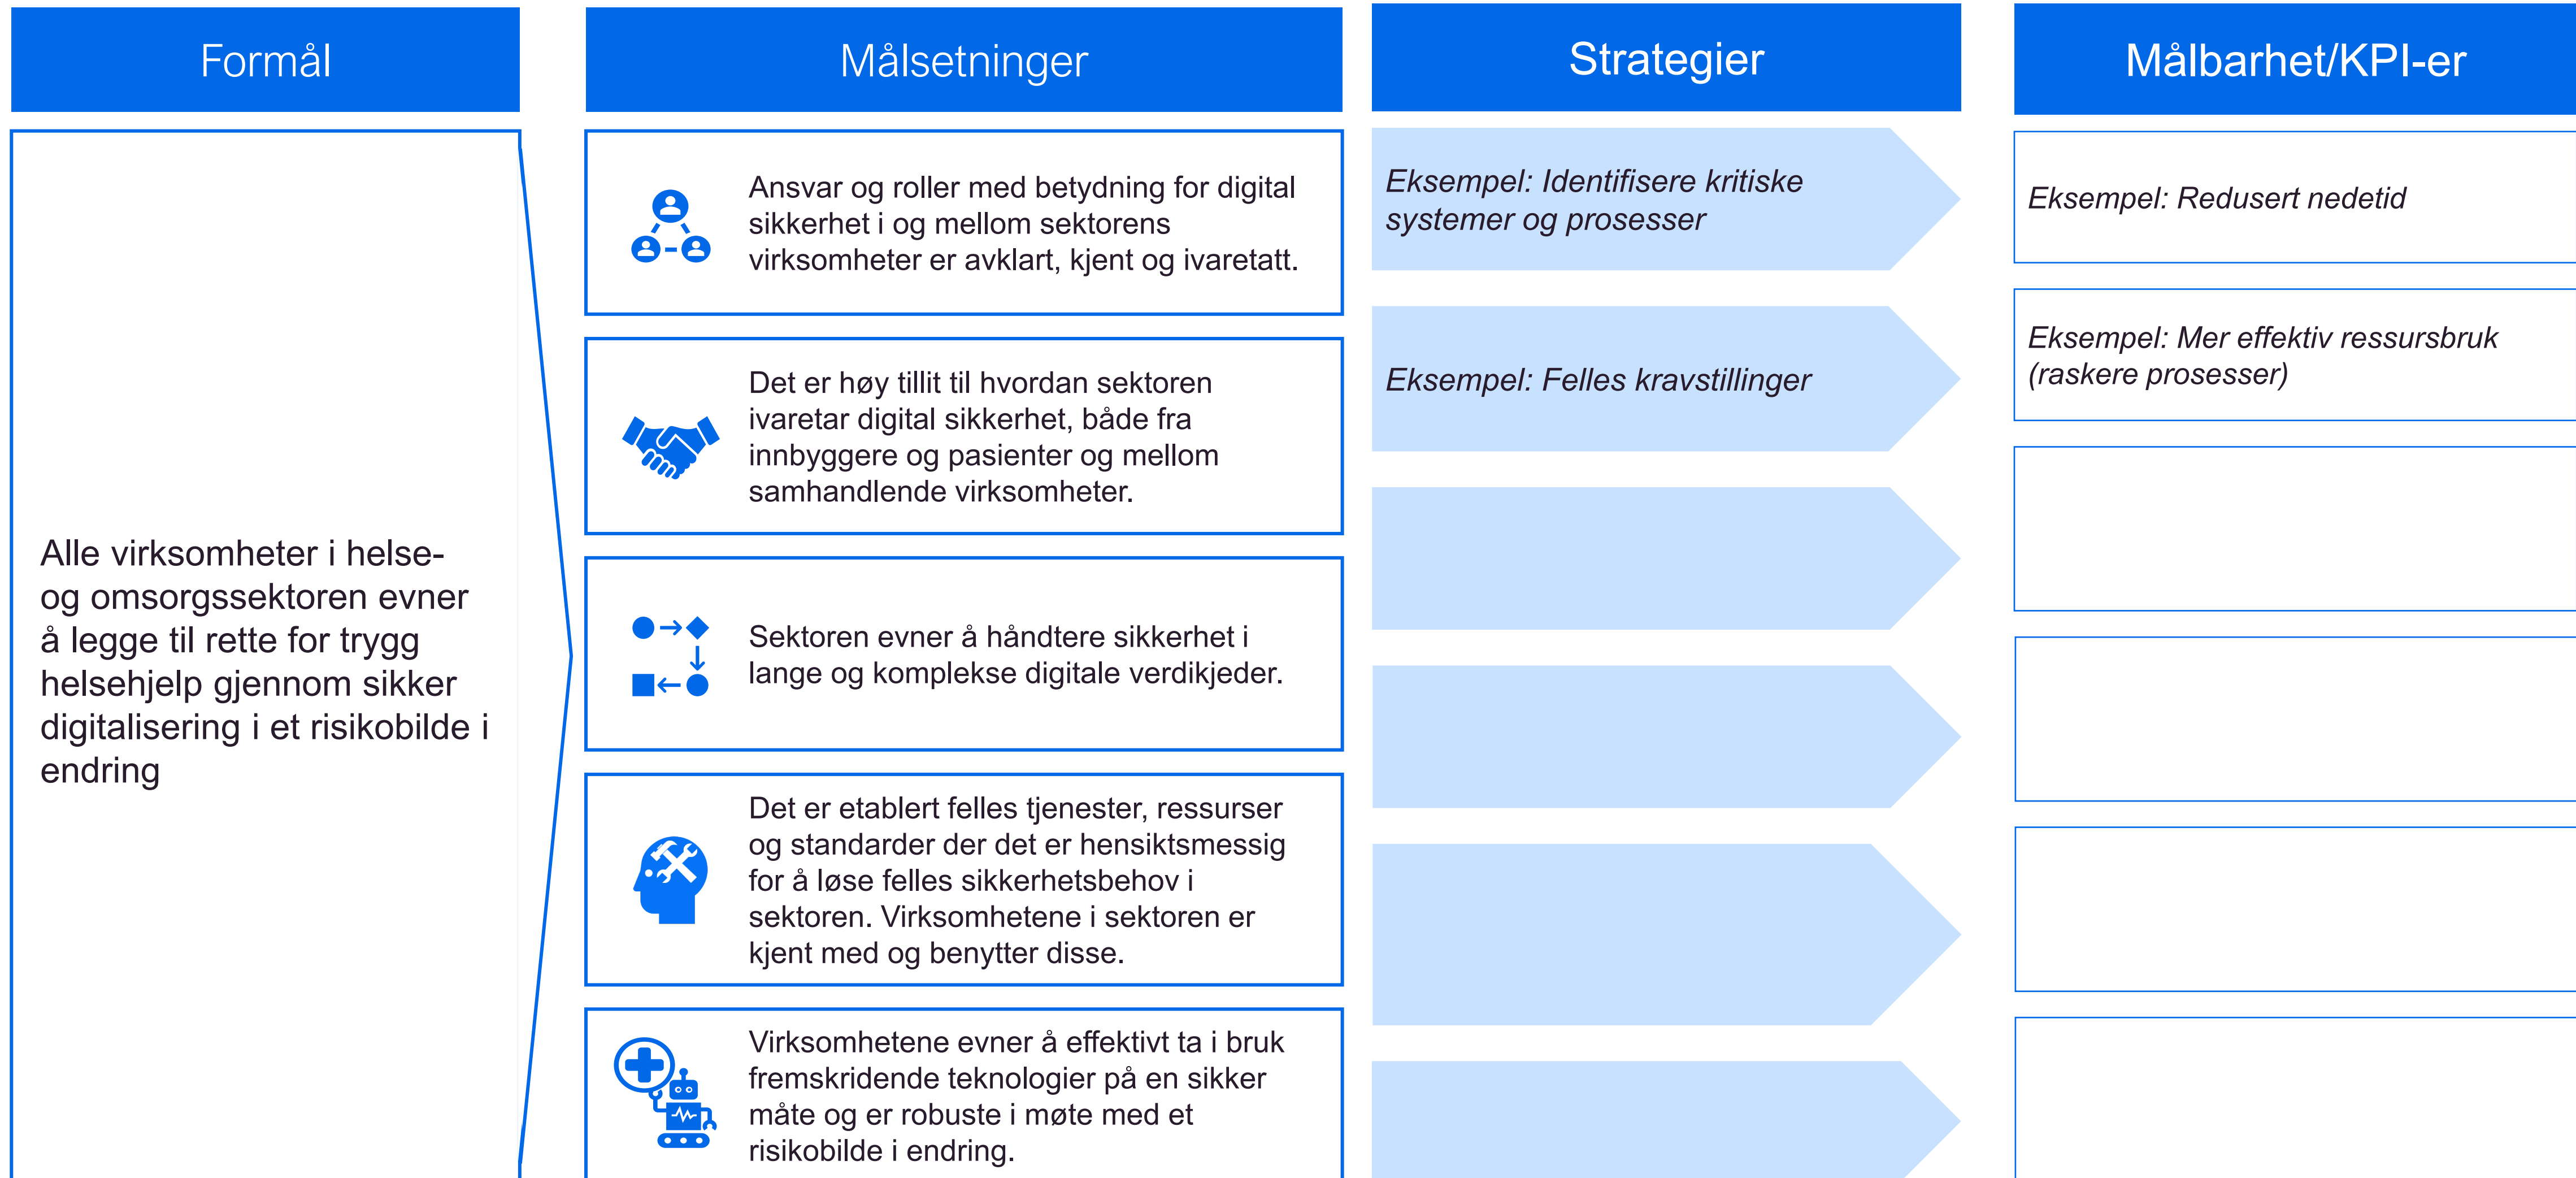 Formål
Målsetninger
Strategier
Målbarhet/KPI-er
Alle virksomheter i helse-
og omsorgssektoren evner
å legge til rette for trygg
helsehjelp gjennom sikker
digitalisering i et risikobilde i
endring
Ansvar og roller med betydning for digital
sikkerhet i og mellom sektorens
virksomheter er avklart, kjent og ivaretatt.
Det er høy tillit til hvordan sektoren
ivaretar digital sikkerhet, både fra
innbyggere og pasienter og mellom
samhandlende virksomheter.
Sektoren evner å håndtere sikkerhet i
lange og komplekse digitale verdikjeder.
Det er etablert felles tjenester, ressurser
og standarder der det er hensiktsmessig
for å løse felles sikkerhetsbehov i
sektoren. Virksomhetene i sektoren er
kjent med og benytter disse.
Virksomhetene evner å effektivt ta i bruk
fremskridende teknologier på en sikker
måte og er robuste i møte med et
risikobilde i endring.
Eksempel: Identifisere kritiske
systemer og prosesser
Eksempel: Felles kravstillinger
Eksempel: Redusert nedetid
Eksempel: Mer effektiv ressursbruk
(raskere prosesser)